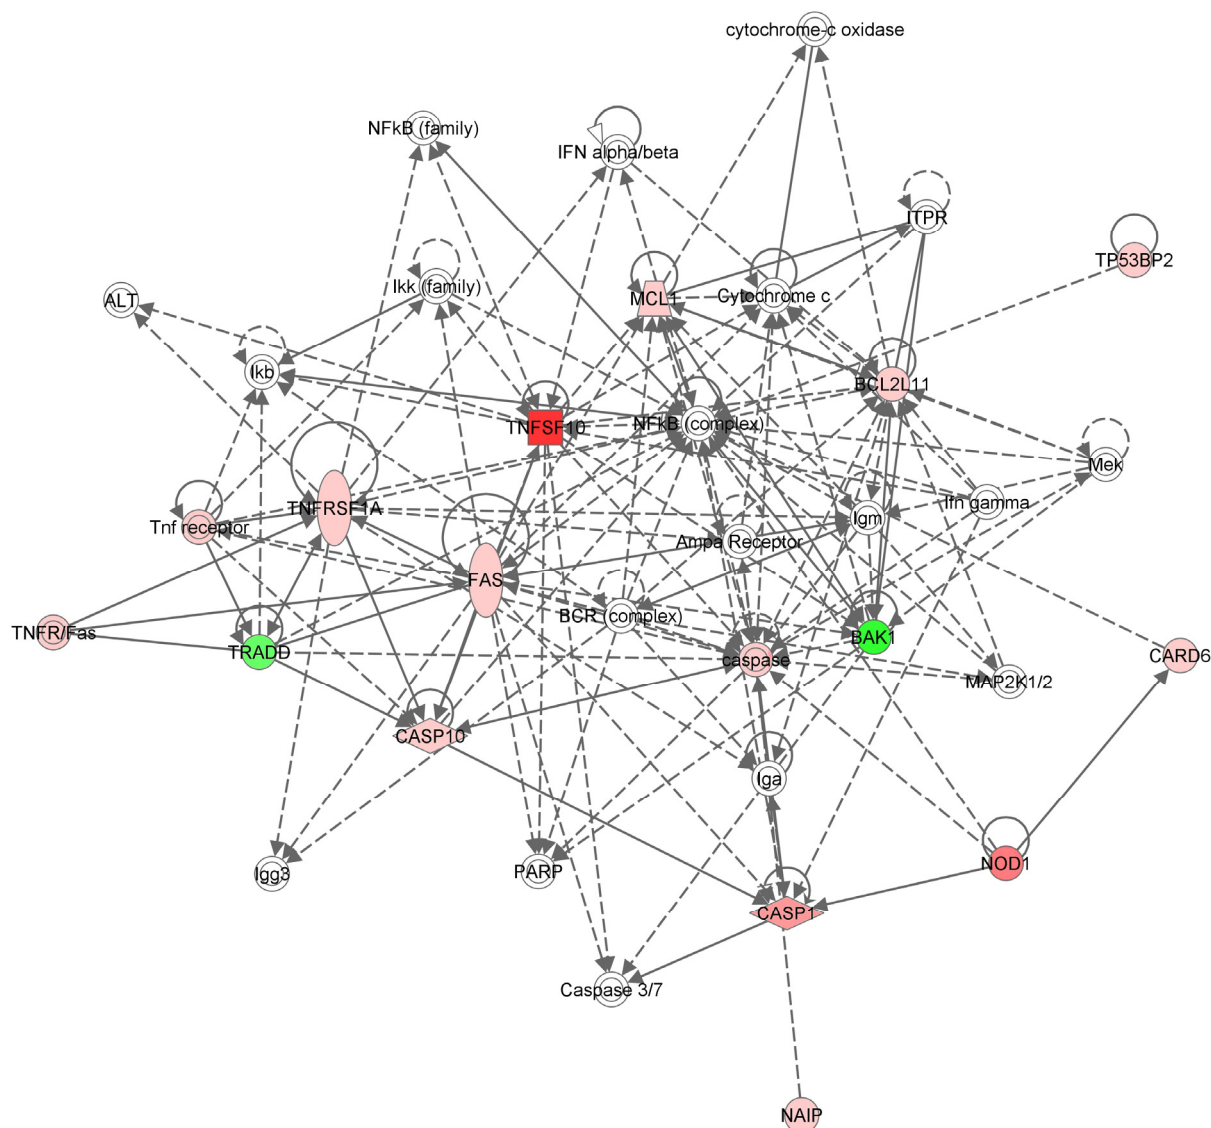 cytochrome-c oxidase
NFkB (family)
IFN alpha/beta
ITPR
TP53BP2
Ikk (family)
MCL1
Cytochrome c
ALT
Ikb
BCL2L11
TNFSF10
NFkB (complex)
Mek
TNFRSF1A
Ifn gamma
Tnf receptor
Igm
Ampa Receptor
FAS
BCR (complex)
TNFR/Fas
TRADD
BAK1
caspase
CARD6
MAP2K1/2
CASP10
Iga
Igg3
PARP
NOD1
CASP1
Caspase 3/7
NAIP